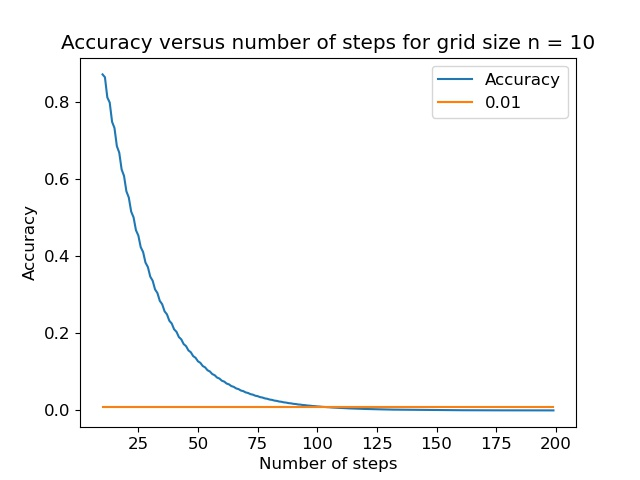 Accuracy versus number of steps for grid size n = 10
Accuracy
0.01
0.8
0.6
0.4
0.2
0.0
Accuracy
25 50 75 100 125 150 175 200
Number of steps